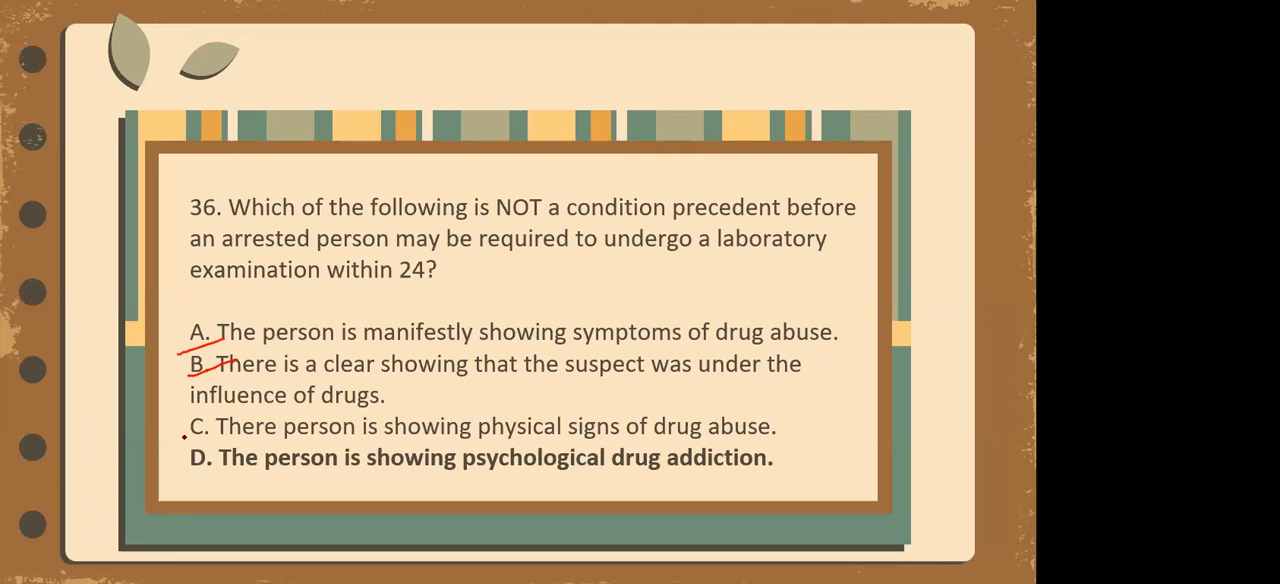 36. Which of the following is NOT a condition precedent before
an arrested person may be required to undergo a laboratory
examination within 24?
A. The person is manifestly showing symptoms of drug abuse.
B. There is a clear showing that the suspect was under the
influence of drugs.
C. There person is showing physical signs of drug abuse.
D. The person is showing psychological drug addiction.